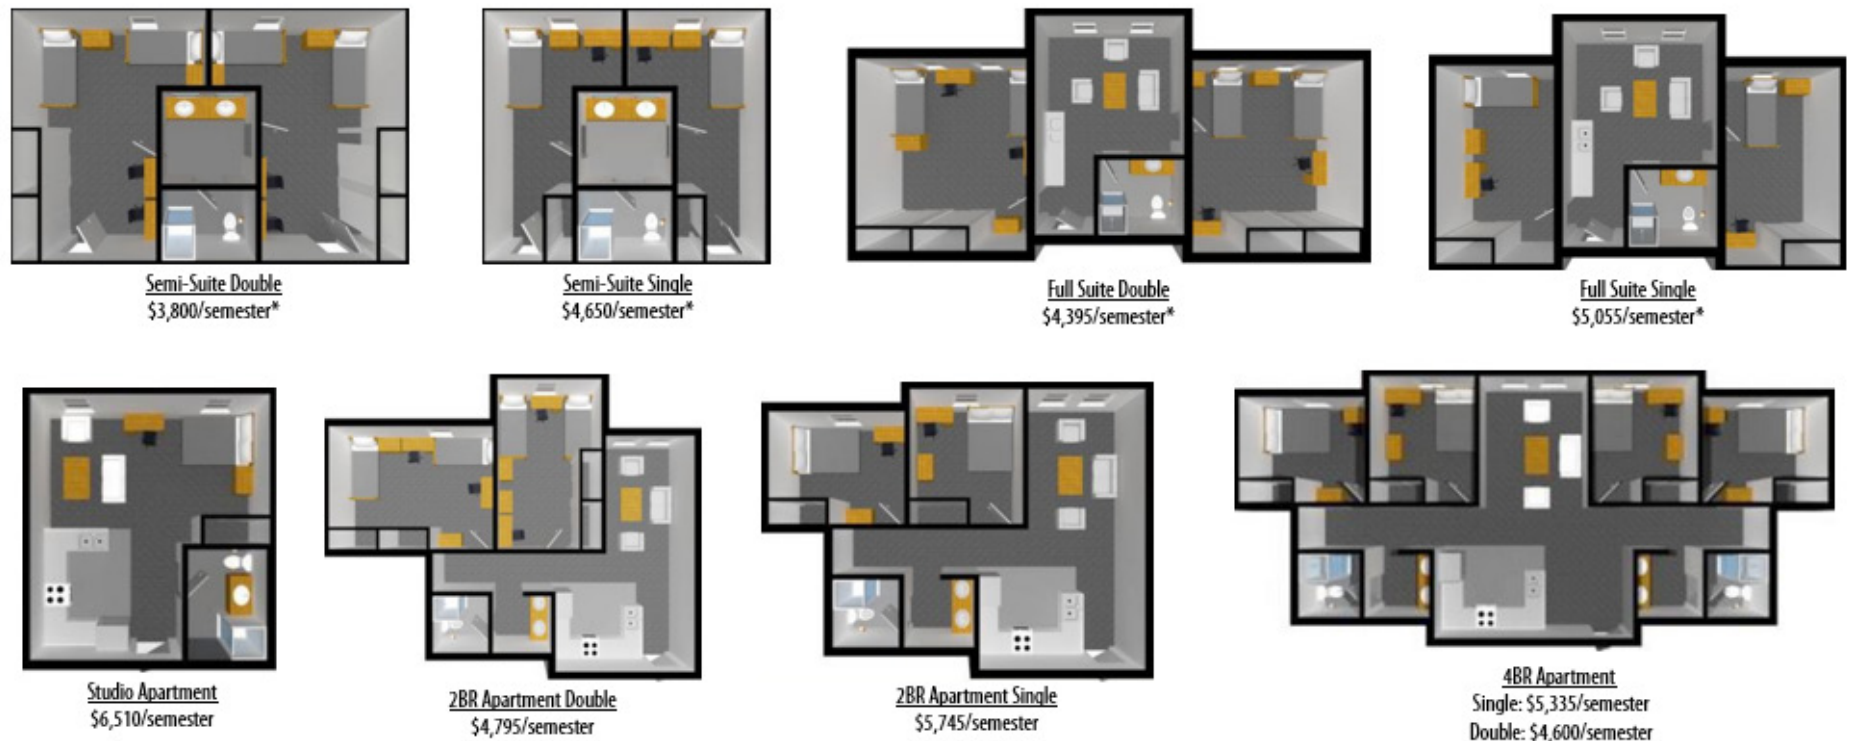 Semi-Suite Double
$3,800/semester*
Semi-Suite Single
$4,650/semester*
Full Suite Double
$4,395/semester*
Full Suite Single
$5,055/semester*
Studio Apartment
$6,510/semester
2BR Apartment Double
$4,795/semester
2BR Apartment Single
$5,745/semester
4BR Apartment
Single: $5,335/semester
Double: $4,600/semester